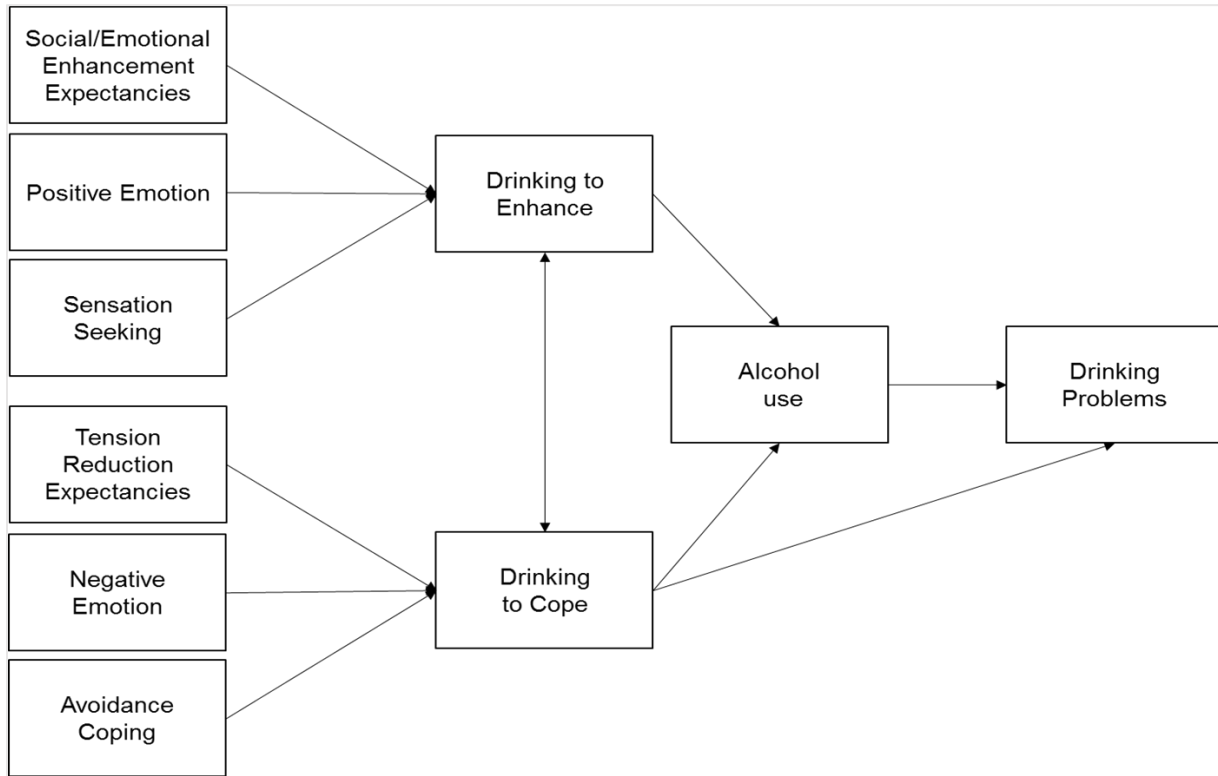 Social/Emotional
Enhancement
Expectancies
Positive Emotion
Sensation
Seeking
Tension
Reduction
Expectancies
Negative
Emotion
Avoidance
Coping
Drinking to
Enhance
Drinking
to Cope
Alcohol
use
Drinking
Problems